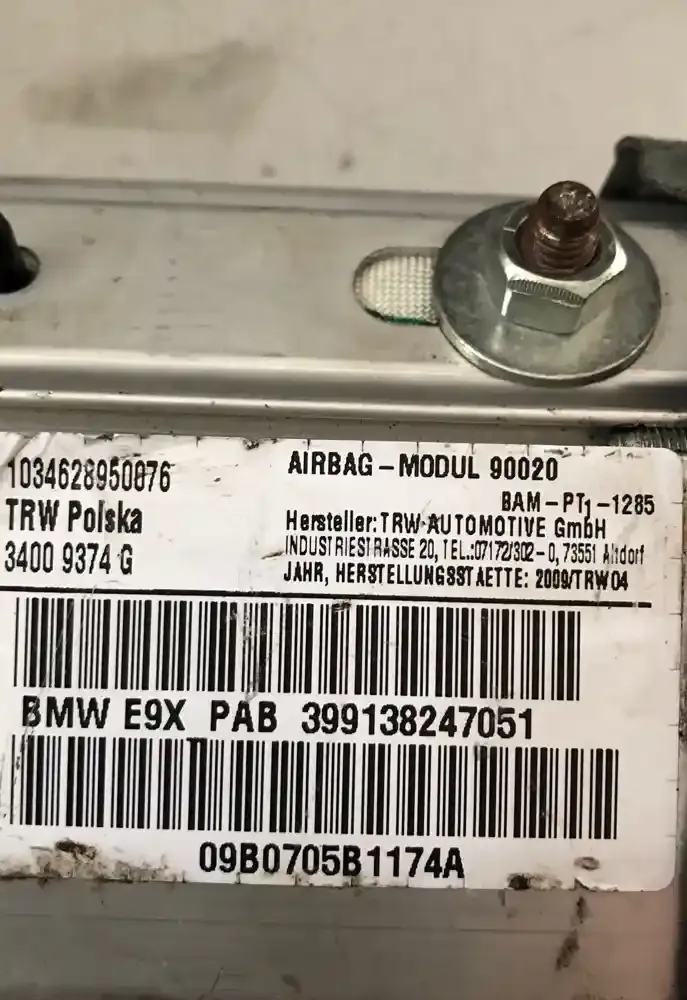 1034628950076
TRW Polska
3400 9374 G
AIRBAG-MODUL 90020
BAM-PT1-1285
Hersteller: TRW AUTOMOTIVE GmbH
INDUSTRIESTRASSE 20, TEL.:07172/302-0, 73551 Altdorf
JAHR, HERSTELLUNGSSTAETTE: 2009/TRW04
BMW E9X PAB 399138247051
09B0705B1174A